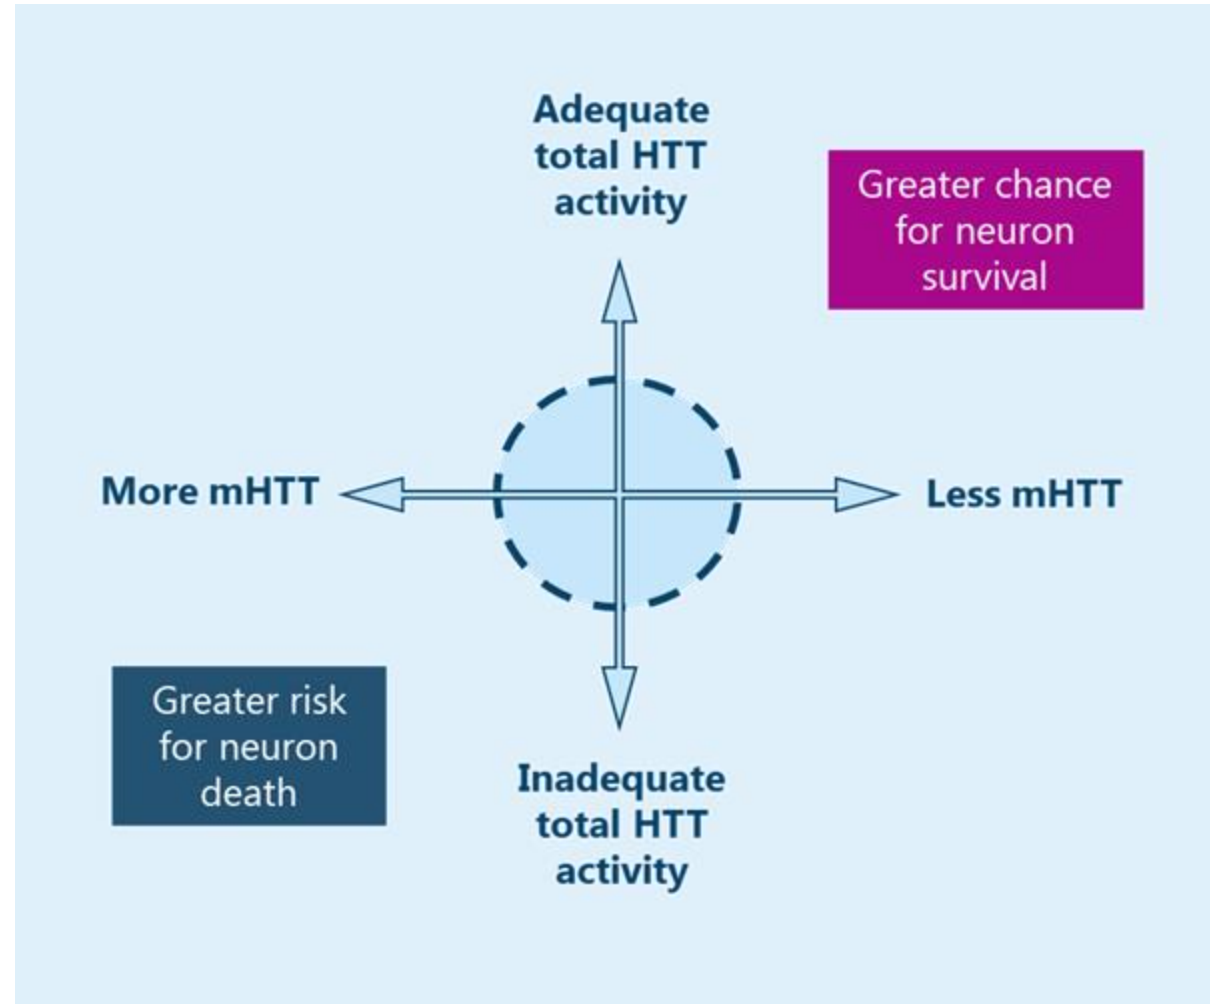 Adequate
total HTT
activity
Greater chance
for neuron
survival
More mHTT
Less mHTT
Greater risk
for neuron
death
Inadequate
total HTT
activity